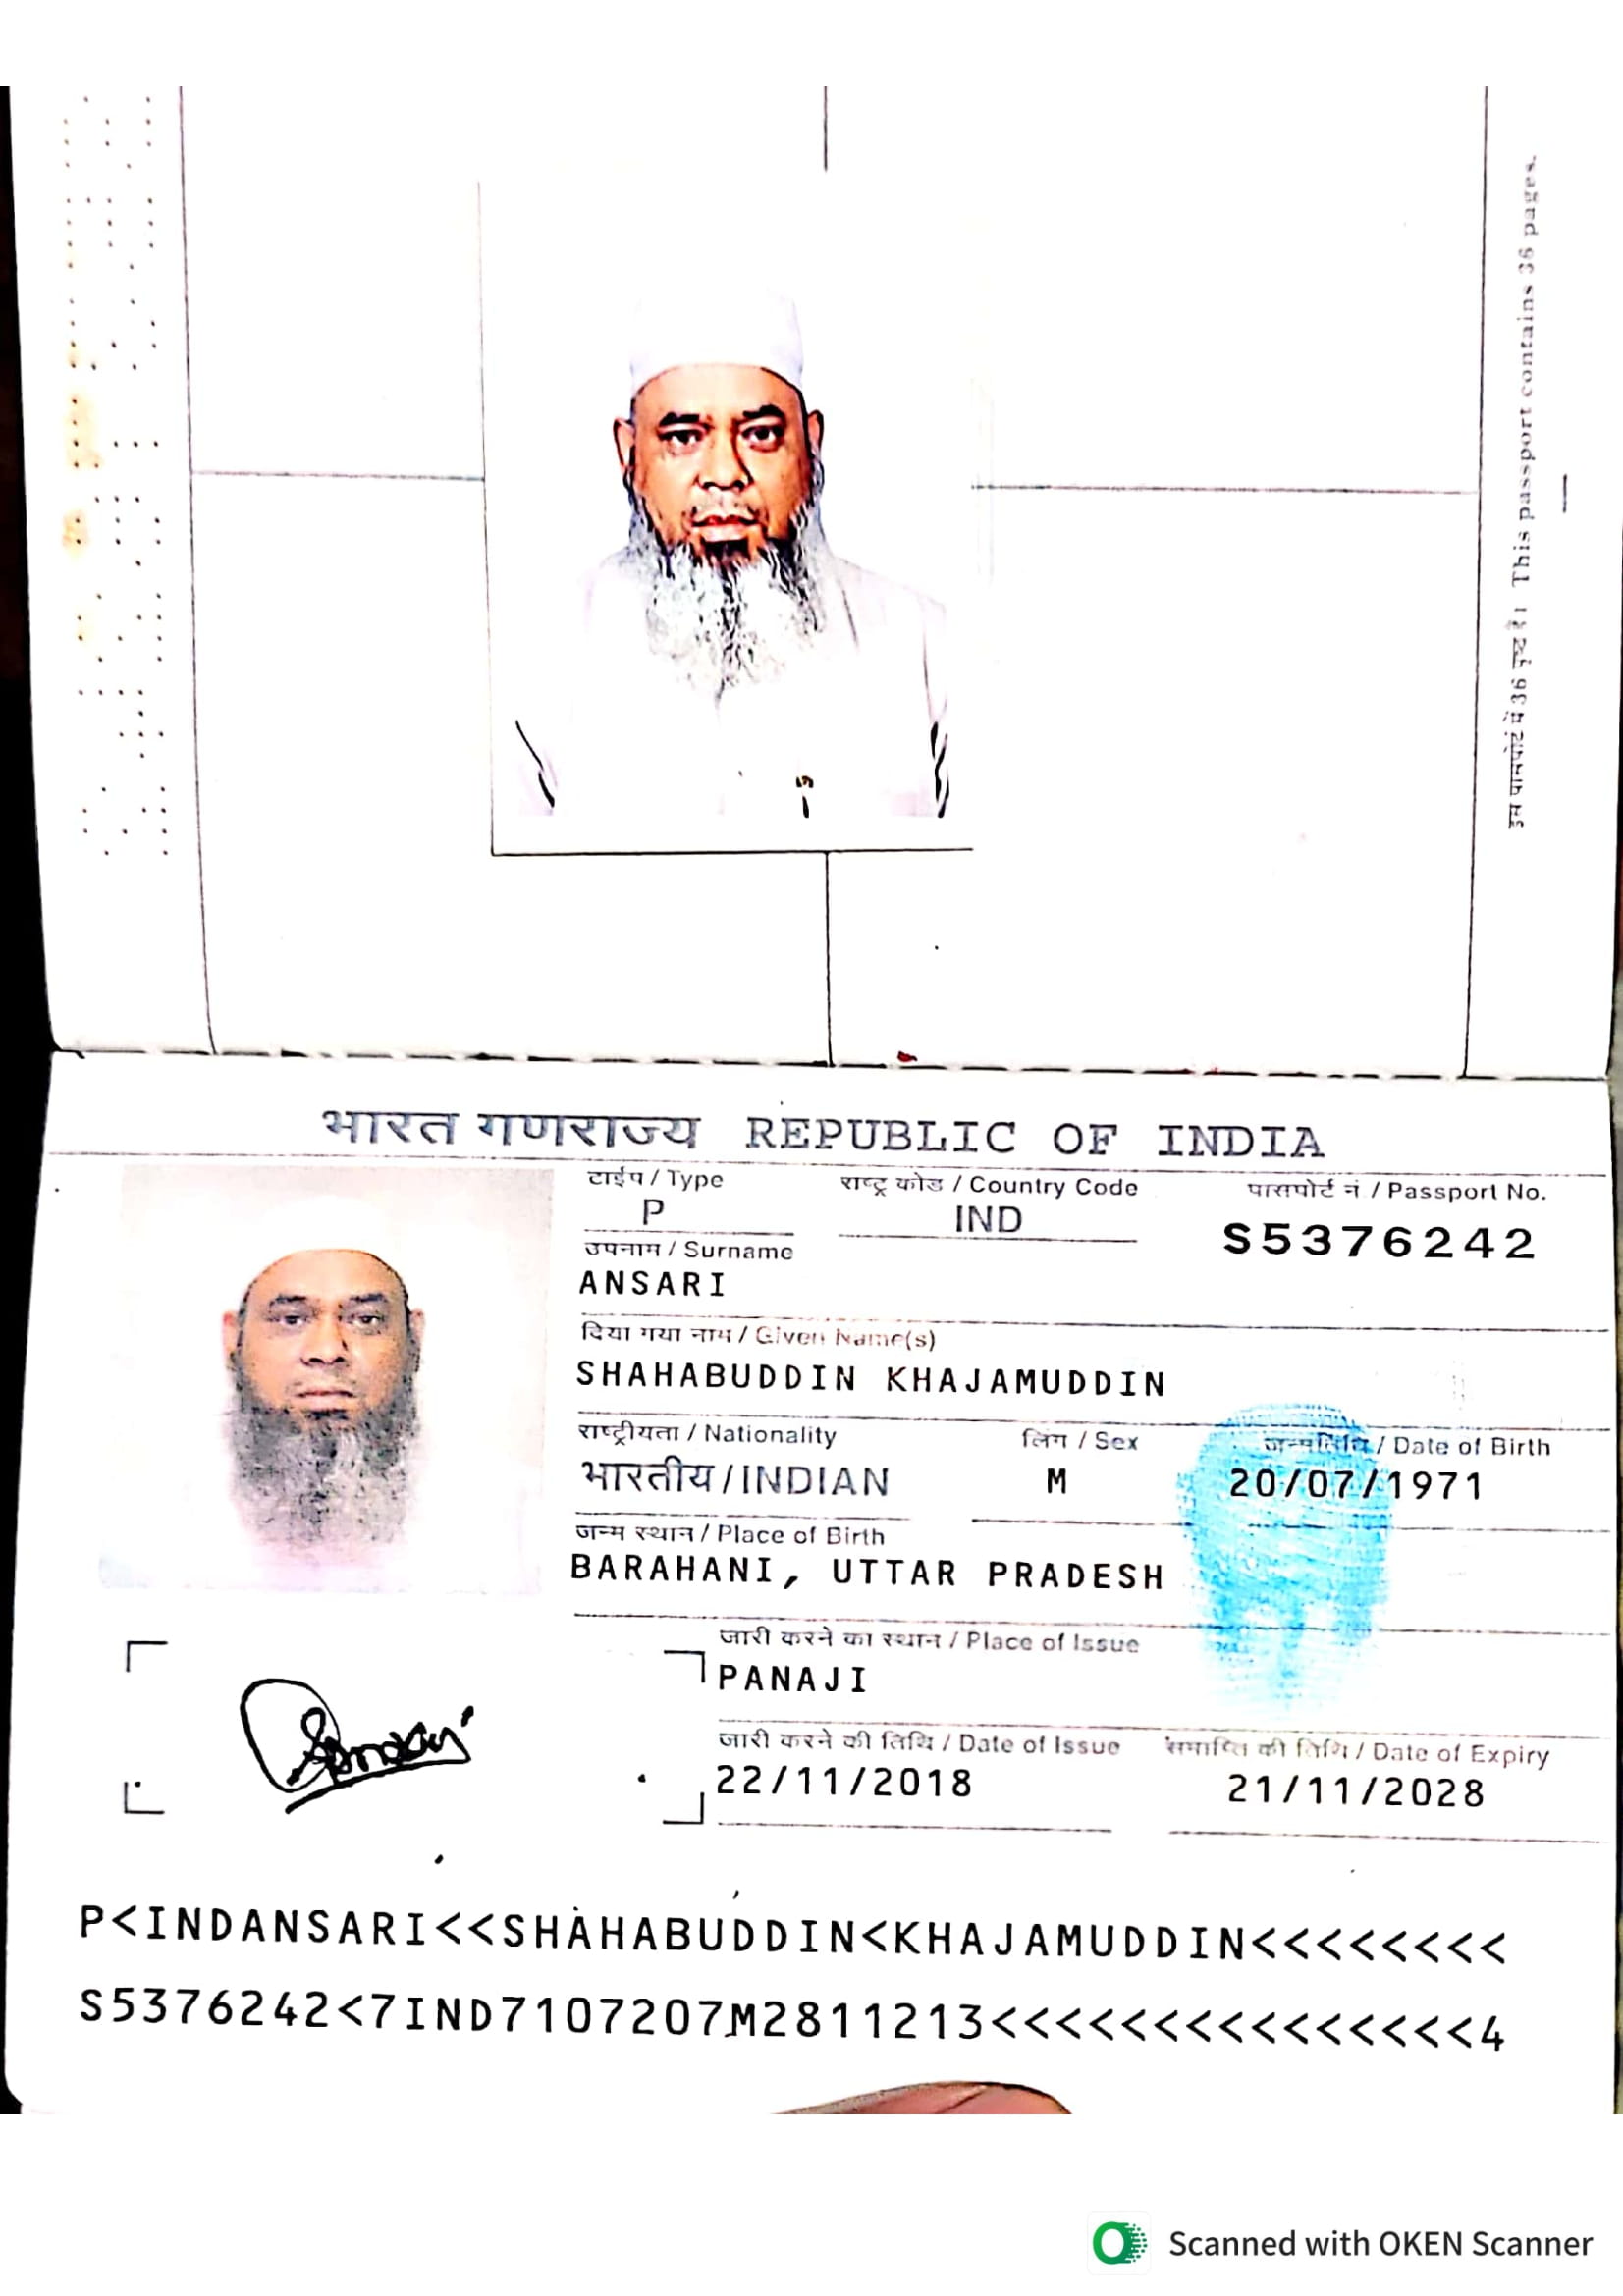 इस पासपोर्ट में 36 पृष्ठ है। This passport contains 36 pages.
भारत गणराज्य REPUBLIC OF INDIA
टाईप / Type राष्ट्र कोड / Country Code पासपोर्ट नं / Passport No.
P IND S5376242
उपनाम / Surname
ANSARI
दिया गया नाम / Given Name(s)
SHAHABUDDIN KHAJAMUDDIN
राष्ट्रीयता / Nationality लिंग / Sex जन्मतिथि / Date of Birth
भारतीय/INDIAN M 20/07/1971
जन्म स्थान / Place of Birth
BARAHANI, UTTAR PRADESH
जारी करने का स्थान / Place of Issue
PANAJI
जारी करने की तिथि / Date of Issue समाप्ति की तिथि / Date of Expiry
22/11/2018 21/11/2028
P<INDANSARI<<SHAHABUDDIN<KHAJAMUDDIN<<<<<<<<
S5376242<7IND7107207M2811213<<<<<<<<<<<<<<<4
Scanned with OKEN Scanner